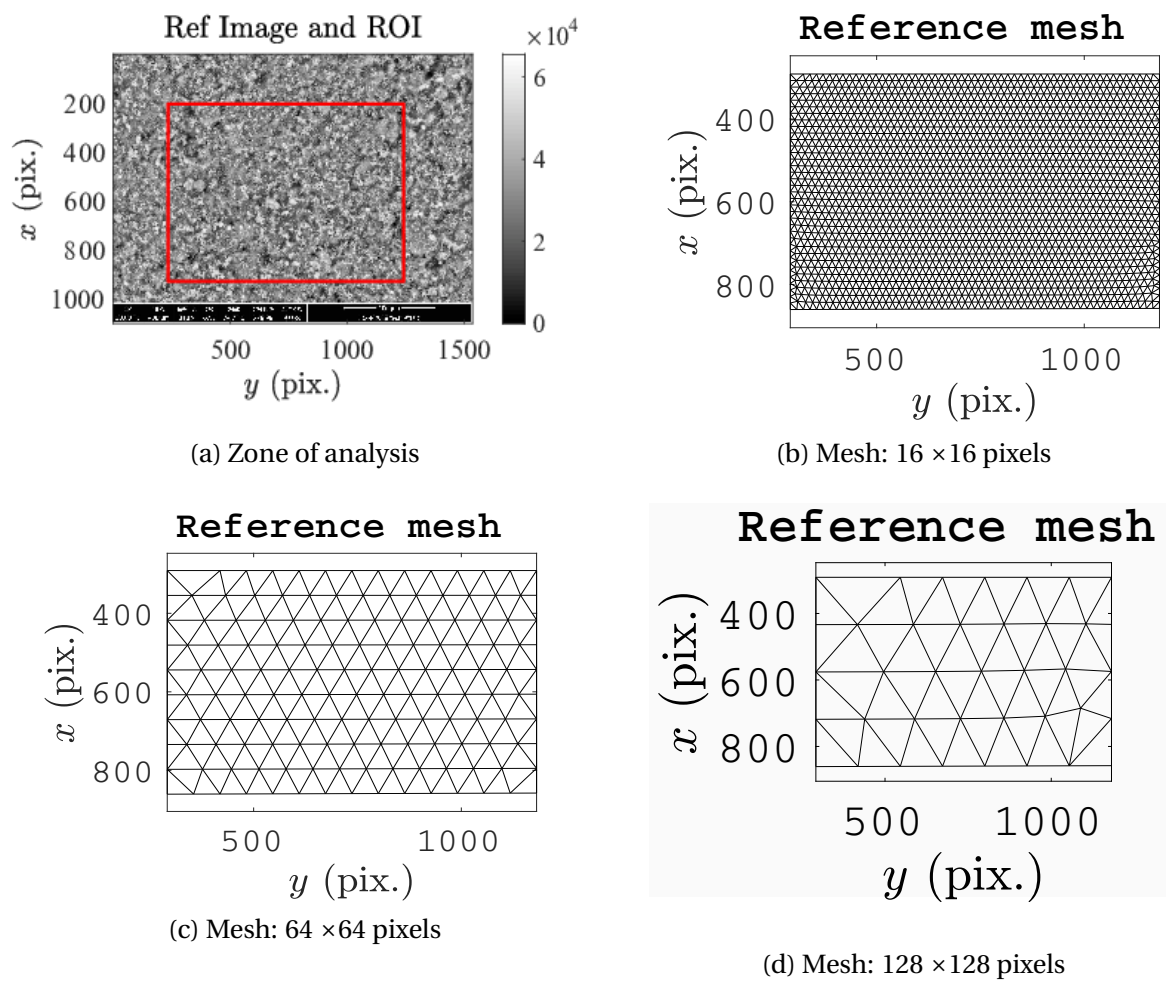 Ref Image and ROI
×10⁴
200
400
600
800
1000
x (pix.)
500
1000
1500
y (pix.)
6
4
2
0
(a) Zone of analysis
Reference mesh
400
600
800
x (pix.)
500
1000
y (pix.)
(b) Mesh: 16 ×16 pixels
Reference mesh
400
600
800
x (pix.)
500
1000
y (pix.)
(c) Mesh: 64 ×64 pixels
Reference mesh
400
600
800
x (pix.)
500
1000
y (pix.)
(d) Mesh: 128 ×128 pixels